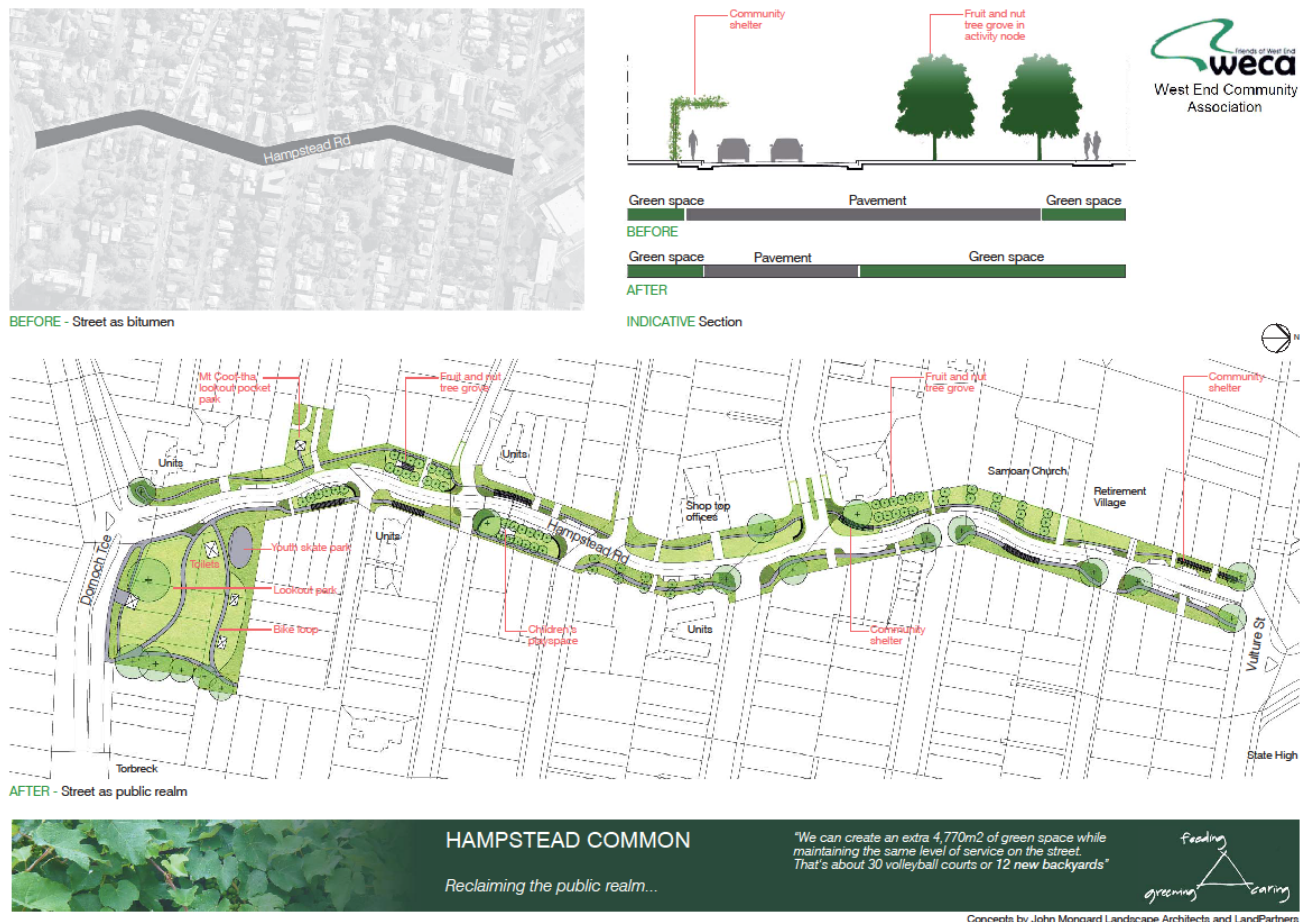 Hampstead Rd
BEFORE - Street as bitumen
Community
shelter
Fruit and nut
tree grove in
activity node
Friends of West End
weca
West End Community
Association
Green space
Pavement
Green space
BEFORE
Green space
Pavement
Green space
AFTER
INDICATIVE Section
N
Mt Coot-tha
lookout pocket
park
Fruit and nut
tree grove
Fruit and nut
tree grove
Community
shelter
Units
Units
Samoan Church
Retirement
Village
Shop top
offices
Hampstead Rd
Units
Dornoch Tce
Youth skate park
Toilets
Lookout park
Bike loop
Children's
playspace
Units
Community
shelter
Vulture St
State High
Torbreck
AFTER - Street as public realm
HAMPSTEAD COMMON
Reclaiming the public realm...
"We can create an extra 4,770m2 of green space while
maintaining the same level of service on the street.
That's about 30 volleyball courts or 12 new backyards"
feeding
greening
caring
Concepts by John Mongard Landscape Architects and LandPartners